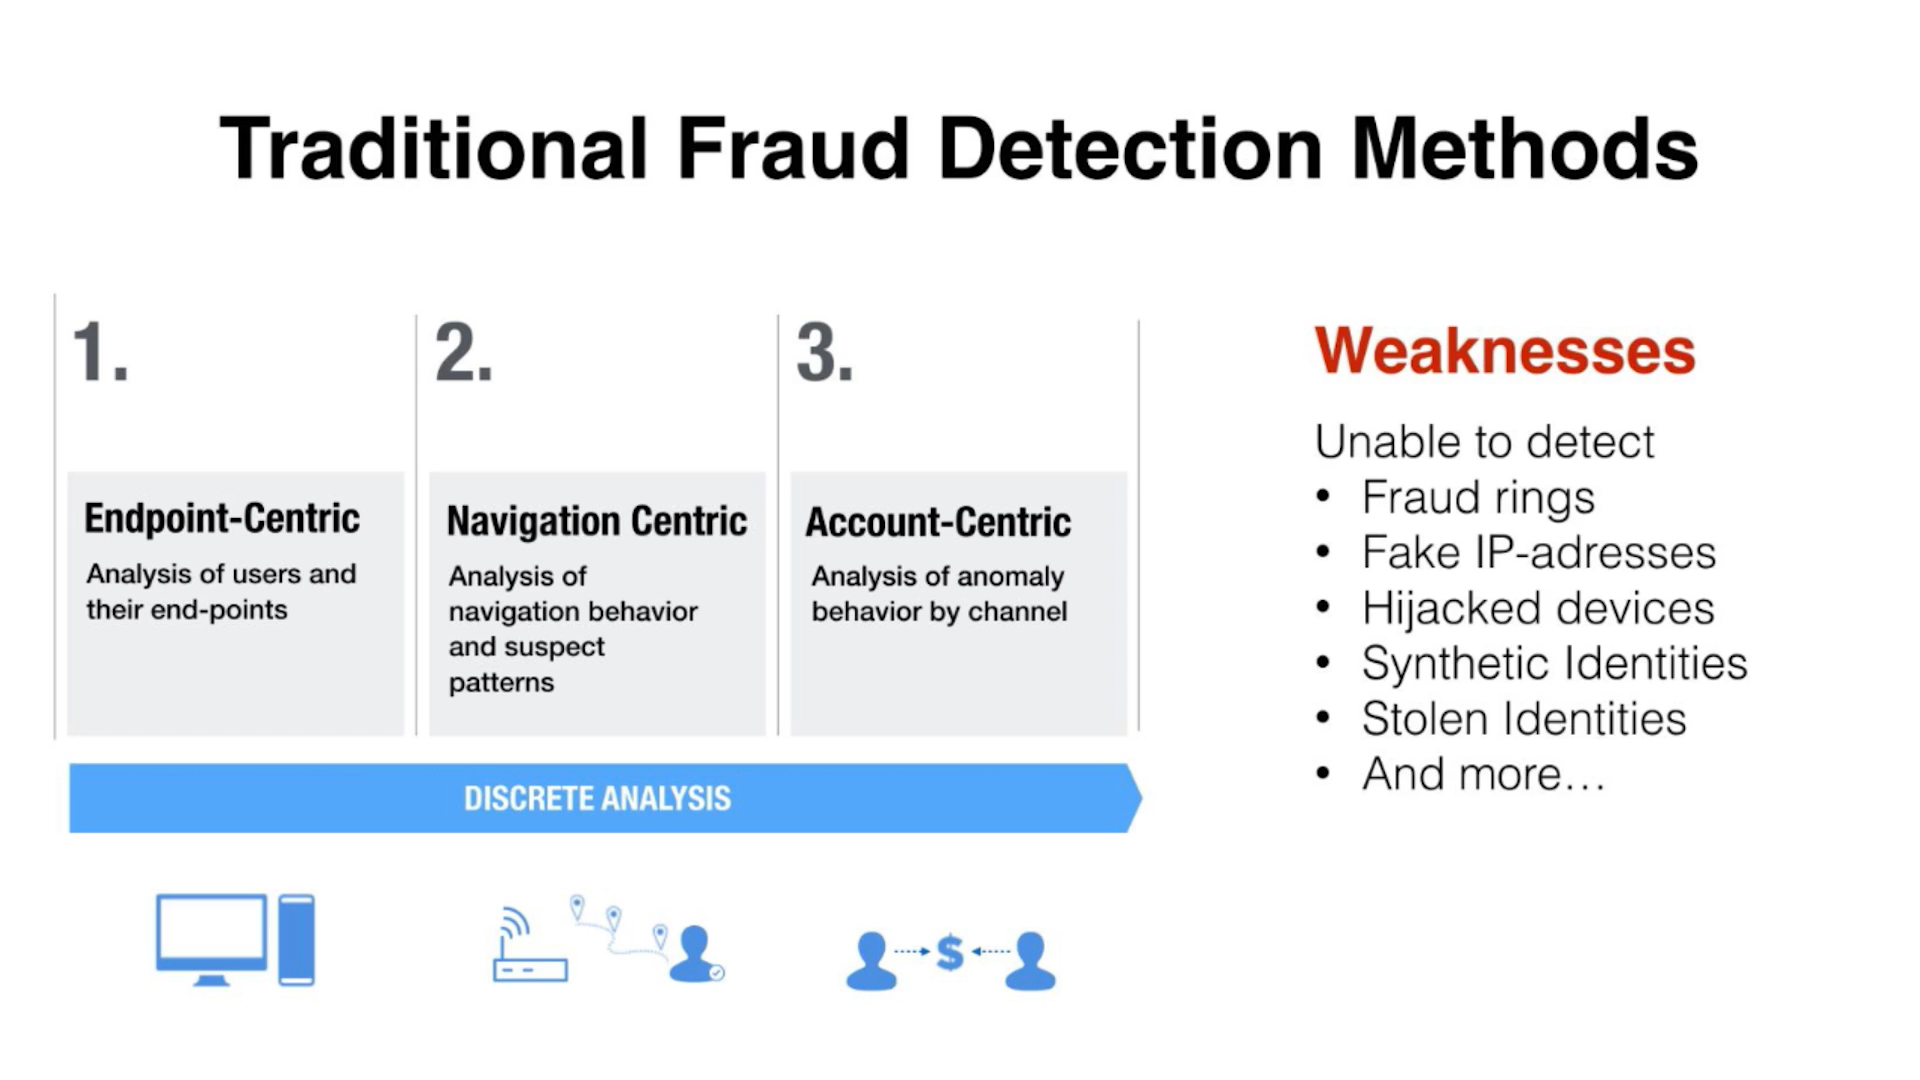 Traditional Fraud Detection Methods
1.
Endpoint-Centric
Analysis of users and
their end-points
2.
Navigation Centric
Analysis of
navigation behavior
and suspect
patterns
3.
Account-Centric
Analysis of anomaly
behavior by channel
DISCRETE ANALYSIS
$
Weaknesses
Unable to detect
• Fraud rings
• Fake IP-adresses
• Hijacked devices
• Synthetic Identities
• Stolen Identities
• And more…